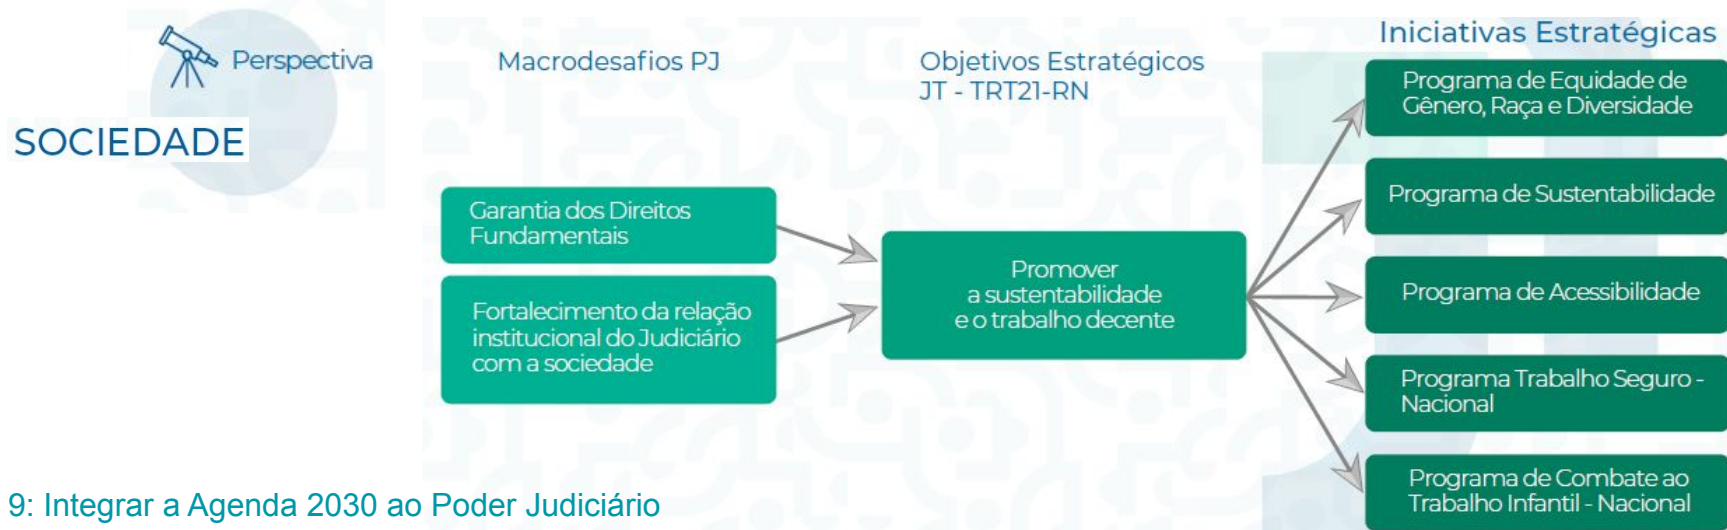 Perspectiva
SOCIEDADE
Macrodesafios PJ
Garantia dos Direitos
Fundamentais
Fortalecimento da relação
institucional do Judiciário
com a sociedade
Objetivos Estratégicos
JT - TRT21-RN
Promover
a sustentabilidade
e o trabalho decente
Iniciativas Estratégicas
Programa de Equidade de
Gênero, Raça e Diversidade
Programa de Sustentabilidade
Programa de Acessibilidade
Programa Trabalho Seguro -
Nacional
Programa de Combate ao
Trabalho Infantil - Nacional
9: Integrar a Agenda 2030 ao Poder Judiciário